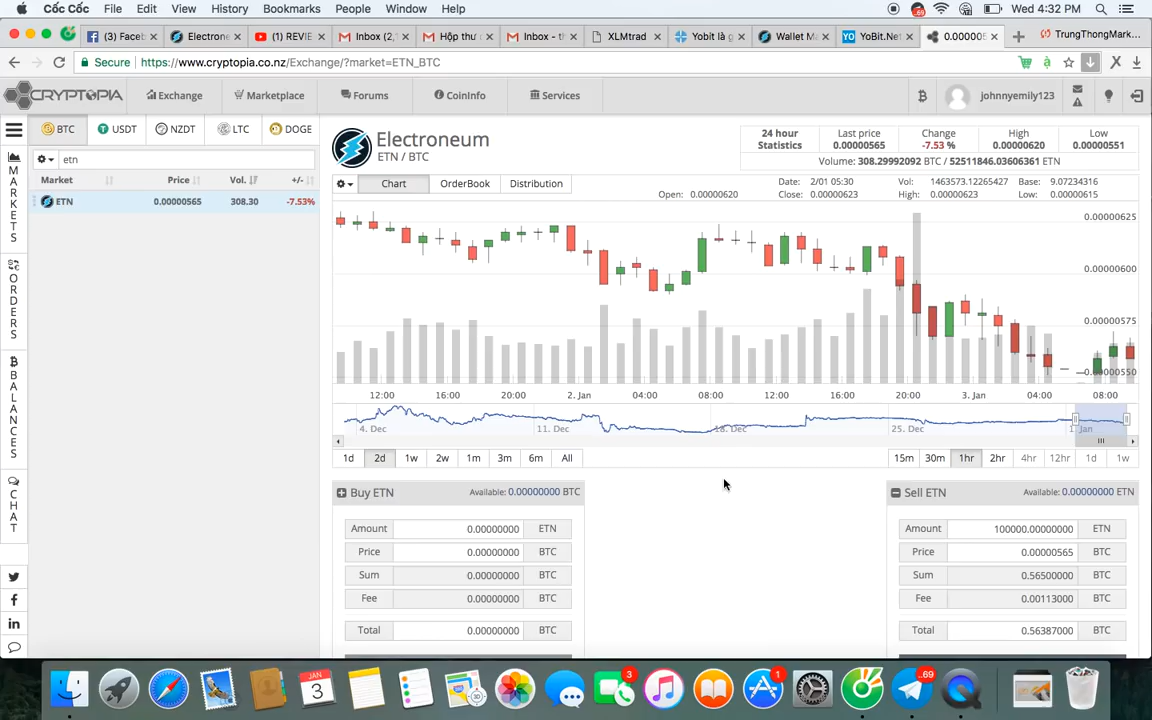 Cốc Cốc File Edit View History Bookmarks People Window Help .69 Wed 4:32 PM
(3) Faceb Electrone (1) REVIE Inbox (2, Hộp thư Inbox - th XLMtrad Yobit là g Wallet Ma YoBit.Net 0.000005 TrungThongMark...
Secure https://www.cryptopia.co.nz/Exchange/?market=ETN_BTC
CRYPTOPIA Exchange Marketplace Forums CoinInfo Services johnnyemily123
BTC USDT NZDT LTC DOGE
etn
Market Price Vol. +/-
ETN 0.00000565 308.30 -7.53%
MARKETS
ORDERS
BALANCES
CHAT
Electroneum
ETN / BTC
24 hour Statistics
Last price 0.00000565
Change -7.53 %
High 0.00000620
Low 0.00000551
Volume: 308.29992092 BTC / 52511846.03606361 ETN
Chart OrderBook Distribution
Date: 2/01 05:30 Vol: 1463573.12265427 Base: 9.07234316
Open: 0.00000620 Close: 0.00000623 High: 0.00000623 Low: 0.00000615
0.00000625
0.00000600
0.00000575
0.00000550
12:00 16:00 20:00 2. Jan 04:00 08:00 12:00 16:00 20:00 3. Jan 04:00 08:00
4. Dec 11. Dec 18. Dec 25. Dec 1. Jan
1d 2d 1w 2w 1m 3m 6m All 15m 30m 1hr 2hr 4hr 12hr 1d 1w
Buy ETN Available: 0.00000000 BTC
Amount 0.00000000 ETN
Price 0.00000000 BTC
Sum 0.00000000 BTC
Fee 0.00000000 BTC
Total 0.00000000 BTC
Sell ETN Available: 0.00000000 ETN
Amount 100000.00000000 ETN
Price 0.00000565 BTC
Sum 0.56500000 BTC
Fee 0.00113000 BTC
Total 0.56387000 BTC
JAN 3 3 1 .69